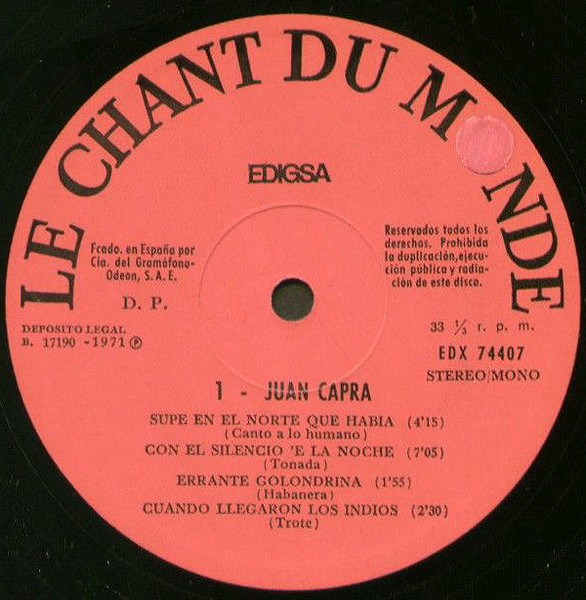 LE CHANT DU MONDE
EDIGSA
Fcado. en España por
Cía. del Gramófono-
Odeon, S.A.E.
D. P.
DEPOSITO LEGAL
B. 17190 -1971 Ⓟ
Reservados todos los
derechos. Prohibida
la duplicación, ejecu-
ción pública y radia-
ción de este disco.
33 ⅓ r. p. m.
EDX 74407
STEREO/MONO
1 - JUAN CAPRA
SUPE EN EL NORTE QUE HABIA (4'15)
(Canto a lo humano)
CON EL SILENCIO 'E LA NOCHE (7'05)
(Tonada)
ERRANTE GOLONDRINA (1'55)
(Habanera)
CUANDO LLEGARON LOS INDIOS (2'30)
(Trote)